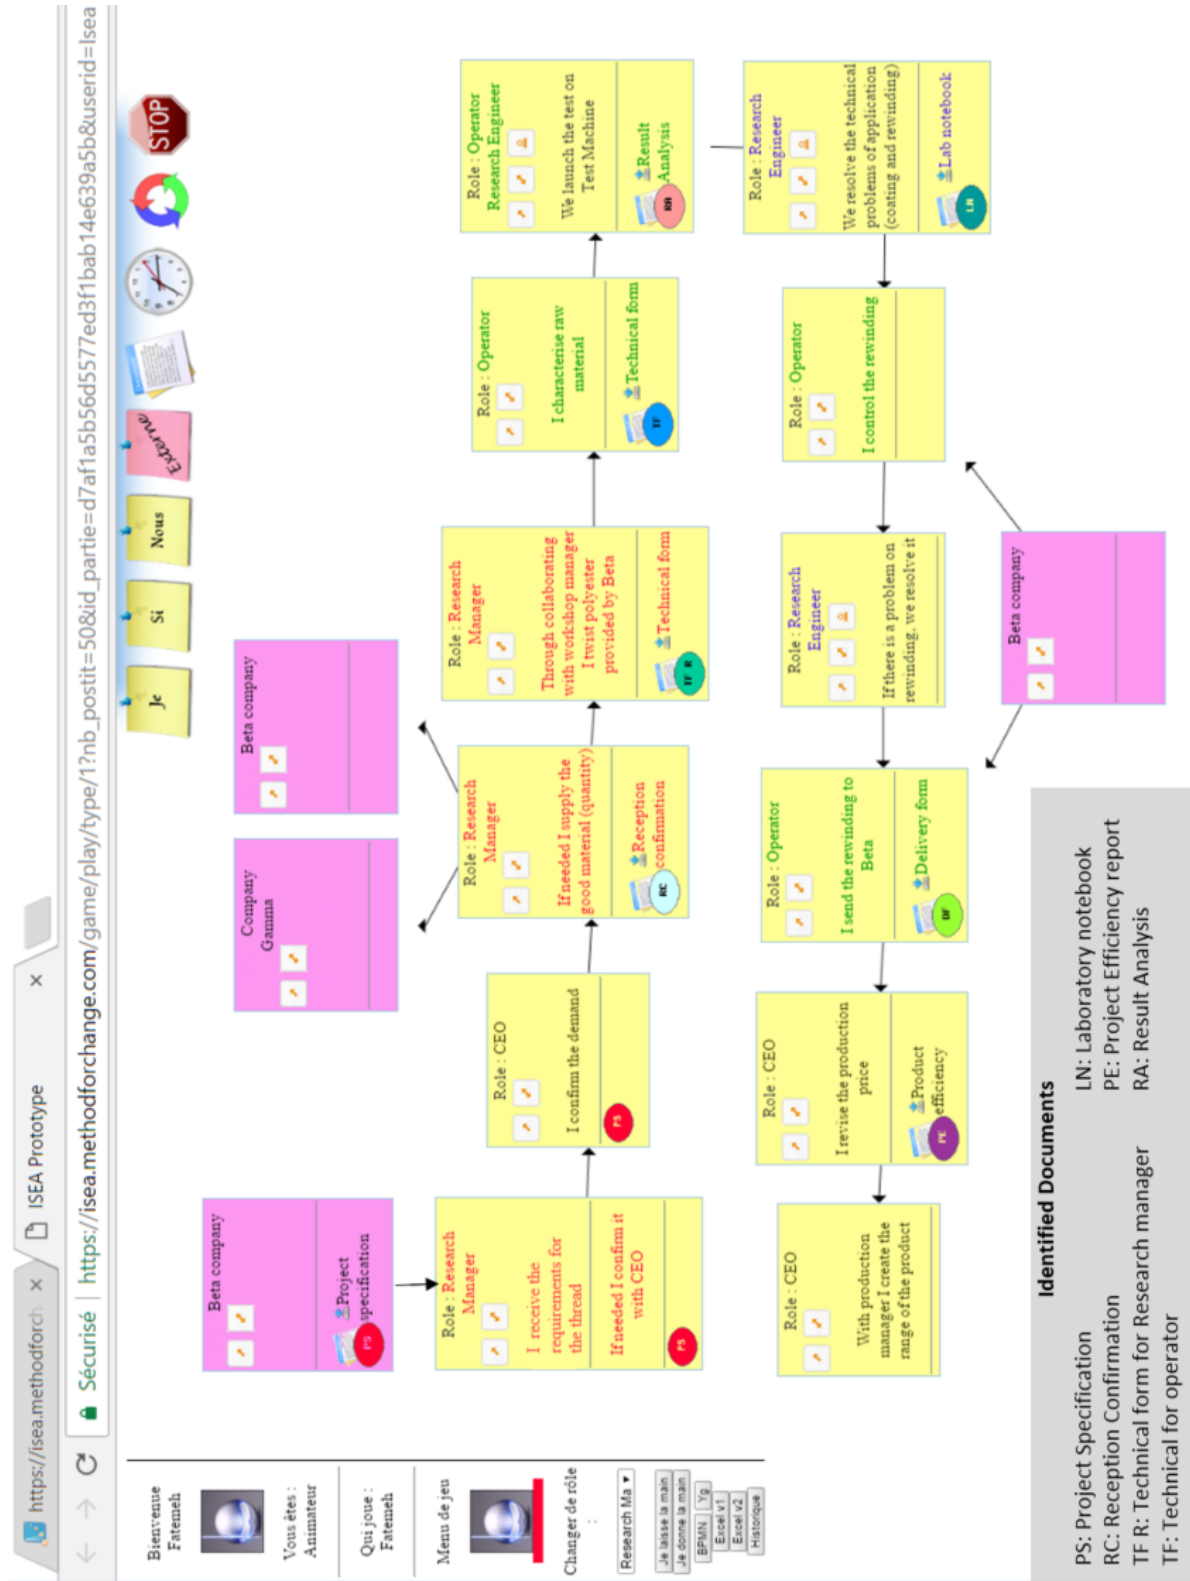 https://isea.methodforch ×
ISEA Prototype ×
Sécurisé | https://isea.methodforchange.com/game/play/type/1?nb_postit=50&id_partie=d7af1a5b56d5577ed3f1bab14e639a5b&userid=Isea
Je
Si
Nous
Externe
STOP
Bienvenue
Fatemeh
Vous êtes :
Animateur
Qui joue :
Fatemeh
Menu de jeu
Changer de rôle
:
Research Ma
Je laisse la main
Je donne la main
BPMN Yg
Excel v1
Excel v2
Historique
Beta company
Project
specification
PS
Company
Gamma
Beta company
Role : Research
Manager
I receive the
requirements for
the thread
If needed I confirm it
with CEO
PS
Role : CEO
I confirm the demand
PS
Role : Research
Manager
If needed I supply the
good material (quantity)
Reception
confirmation
RC
Role : Research
Manager
Through collaborating
with workshop manager
I twist polyester
provided by Beta
Technical form
TF R
Role : Operator
I characterise raw
material
Technical form
TF
Role : Operator
Research Engineer
We launch the test on
Test Machine
Result
Analysis
RA
Role : CEO
With production
manager I create the
range of the product
Role : CEO
I revise the production
price
Product
efficiency
PE
Role : Operator
I send the rewinding to
Beta
Delivery form
DF
Role : Research
Engineer
If there is a problem on
rewinding, we resolve it
Role : Operator
I control the rewinding
Role : Research
Engineer
We resolve the technical
problems of application
(coating and rewinding)
Lab notebook
LN
Beta company
Identified Documents
PS: Project Specification
RC: Reception Confirmation
TF R: Technical form for Research manager
TF: Technical for operator
LN: Laboratory notebook
PE: Project Efficiency report
RA: Result Analysis